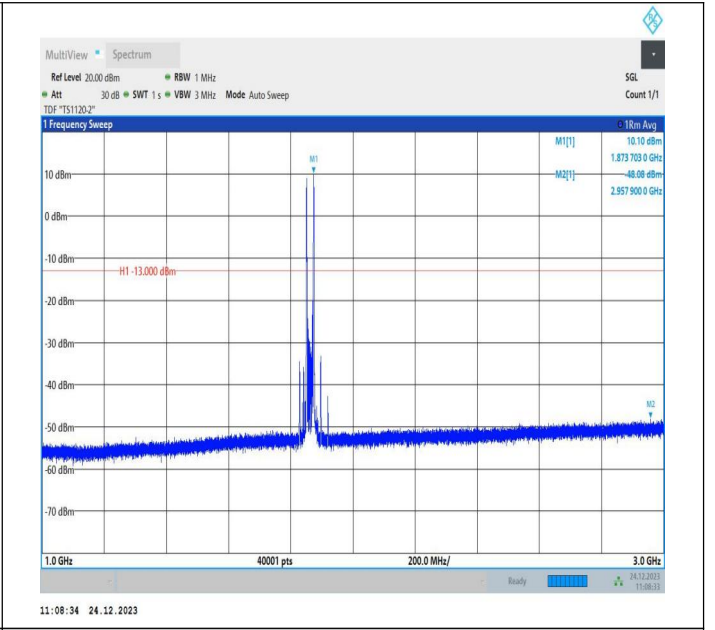 MultiView Spectrum
Ref Level 20.00 dBm RBW 1 MHz SGL
Att 30 dB SWT 1 s VBW 3 MHz Mode Auto Sweep Count 1/1
TDF "TS1120-2"
1 Frequency Sweep 1Rm Avg
M1[1] 10.10 dBm
1.873 703 0 GHz
M2[1] -48.08 dBm
2.957 900 0 GHz
M1
10 dBm
0 dBm
-10 dBm
H1 -13.000 dBm
-20 dBm
-30 dBm
-40 dBm
M2
-50 dBm
-60 dBm
-70 dBm
1.0 GHz 40001 pts 200.0 MHz/ 3.0 GHz
Ready 24.12.2023
11:08:33
11:08:34 24.12.2023